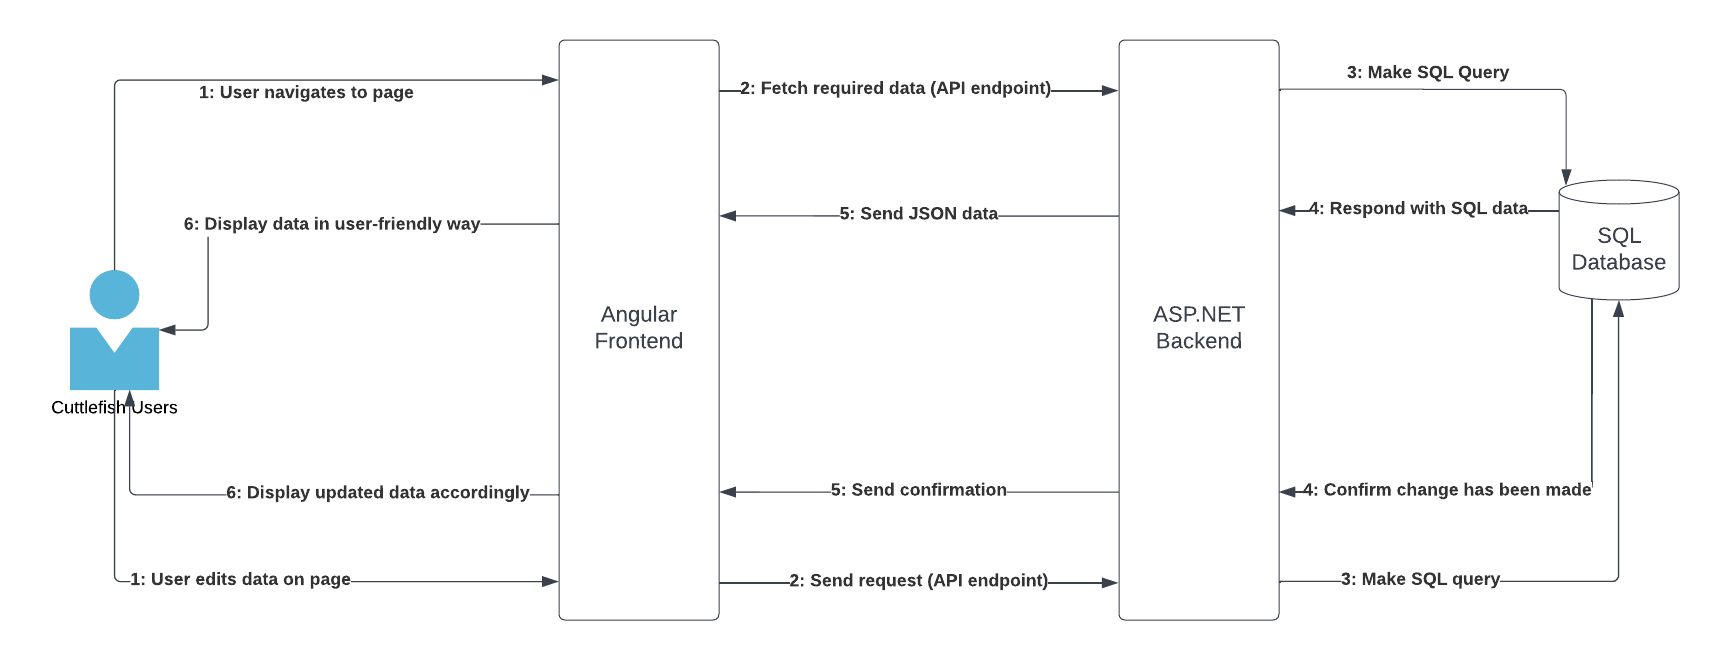 3: Make SQL Query
1: User navigates to page
2: Fetch required data (API endpoint)
4: Respond with SQL data
5: Send JSON data
6: Display data in user-friendly way
SQL
Database
Angular
Frontend
ASP.NET
Backend
Cuttlefish Users
6: Display updated data accordingly
5: Send confirmation
4: Confirm change has been made
1: User edits data on page
2: Send request (API endpoint)
3: Make SQL query